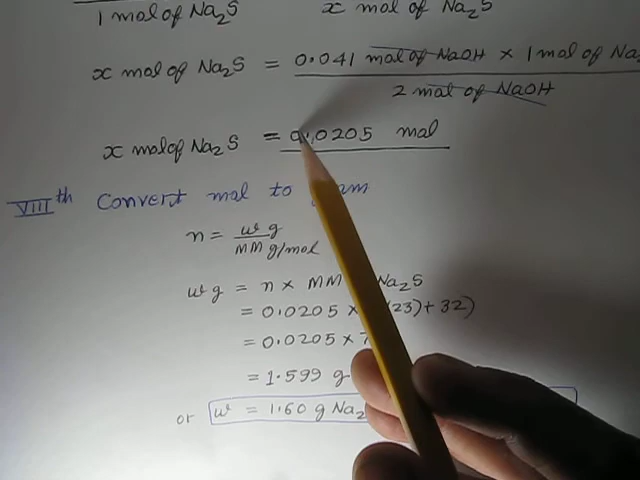 1 mol of Na2S x mol of Na2S
x mol of Na2S = 0.041 mol of NaOH × 1 mol of Na2
2 mol of NaOH
x mol of Na2S = 0.0205 mol
VIIIth Convert mol to
n = w g
MM g/mol
w g = n × MM Na2S
= 0.0205 × (23) + 32)
= 0.0205 × 7
= 1.599 g
or w = 1.60 g Na2